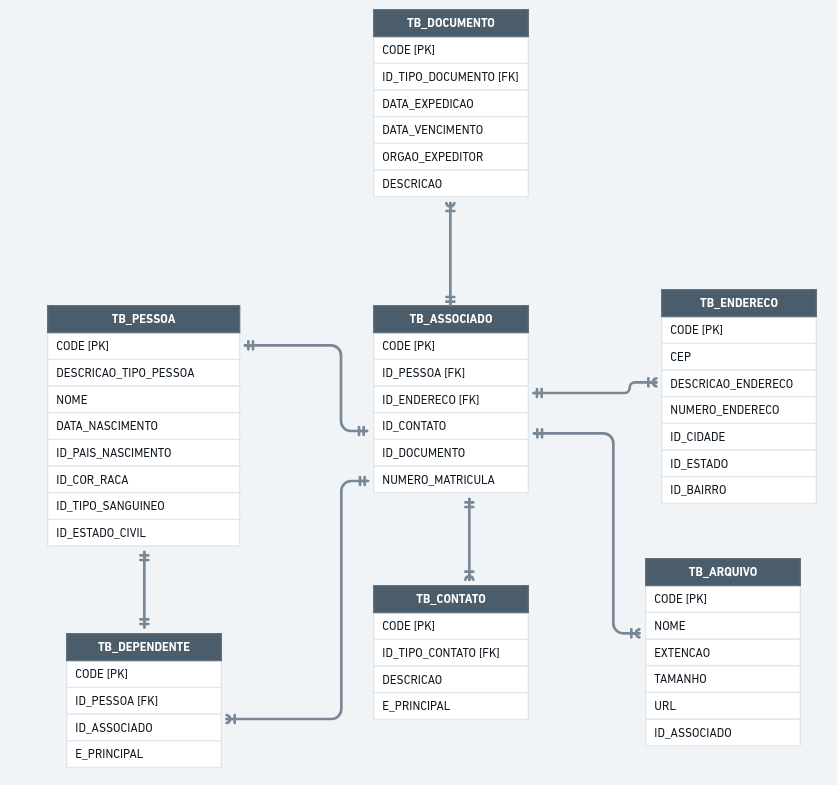 TB_DOCUMENTO
CODE [PK]
ID_TIPO_DOCUMENTO [FK]
DATA_EXPEDICAO
DATA_VENCIMENTO
ORGAO_EXPEDITOR
DESCRICAO
TB_PESSOA
CODE [PK]
DESCRICAO_TIPO_PESSOA
NOME
DATA_NASCIMENTO
ID_PAIS_NASCIMENTO
ID_COR_RACA
ID_TIPO_SANGUINEO
ID_ESTADO_CIVIL
TB_ASSOCIADO
CODE [PK]
ID_PESSOA [FK]
ID_ENDERECO [FK]
ID_CONTATO
ID_DOCUMENTO
NUMERO_MATRICULA
TB_ENDERECO
CODE [PK]
CEP
DESCRICAO_ENDERECO
NUMERO_ENDERECO
ID_CIDADE
ID_ESTADO
ID_BAIRRO
TB_DEPENDENTE
CODE [PK]
ID_PESSOA [FK]
ID_ASSOCIADO
E_PRINCIPAL
TB_CONTATO
CODE [PK]
ID_TIPO_CONTATO [FK]
DESCRICAO
E_PRINCIPAL
TB_ARQUIVO
CODE [PK]
NOME
EXTENCAO
TAMANHO
URL
ID_ASSOCIADO